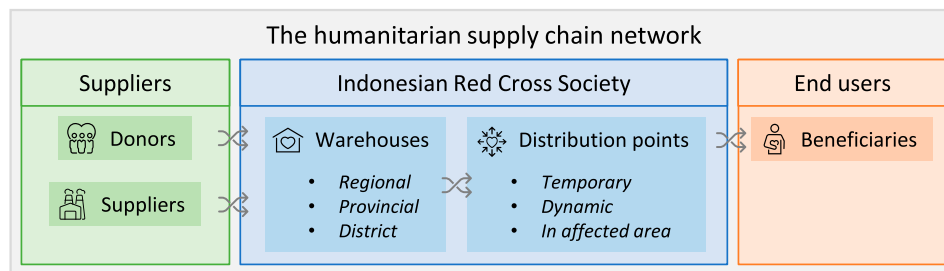 The humanitarian supply chain network
Suppliers
Donors
Suppliers
Indonesian Red Cross Society
Warehouses
• Regional
• Provincial
• District
Distribution points
• Temporary
• Dynamic
• In affected area
End users
Beneficiaries